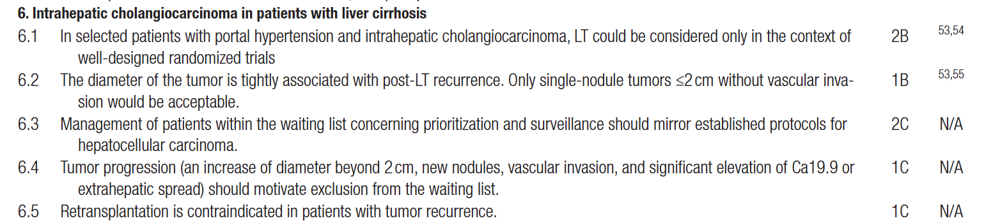 6. Intrahepatic cholangiocarcinoma in patients with liver cirrhosis
6.1 In selected patients with portal hypertension and intrahepatic cholangiocarcinoma, LT could be considered only in the context of 2B 53,54
well-designed randomized trials
6.2 The diameter of the tumor is tightly associated with post-LT recurrence. Only single-nodule tumors ≤2 cm without vascular inva- 1B 53,55
sion would be acceptable.
6.3 Management of patients within the waiting list concerning prioritization and surveillance should mirror established protocols for 2C N/A
hepatocellular carcinoma.
6.4 Tumor progression (an increase of diameter beyond 2 cm, new nodules, vascular invasion, and significant elevation of Ca19.9 or 1C N/A
extrahepatic spread) should motivate exclusion from the waiting list.
6.5 Retransplantation is contraindicated in patients with tumor recurrence. 1C N/A